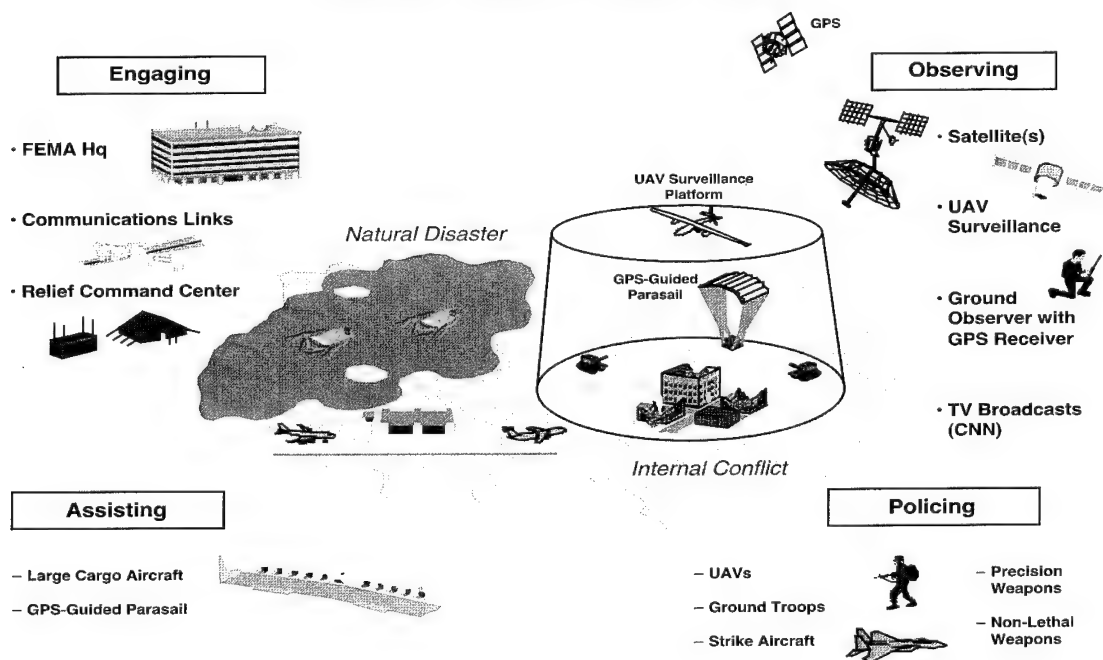 GPS
Engaging
• FEMA Hq
• Communications Links
• Relief Command Center
Natural Disaster
UAV Surveillance
Platform
GPS-Guided
Parasail
Internal Conflict
Observing
• Satellite(s)
• UAV
Surveillance
• Ground
Observer with
GPS Receiver
• TV Broadcasts
(CNN)
Assisting
– Large Cargo Aircraft
– GPS-Guided Parasail
Policing
– UAVs
– Ground Troops
– Strike Aircraft
– Precision
Weapons
– Non-Lethal
Weapons